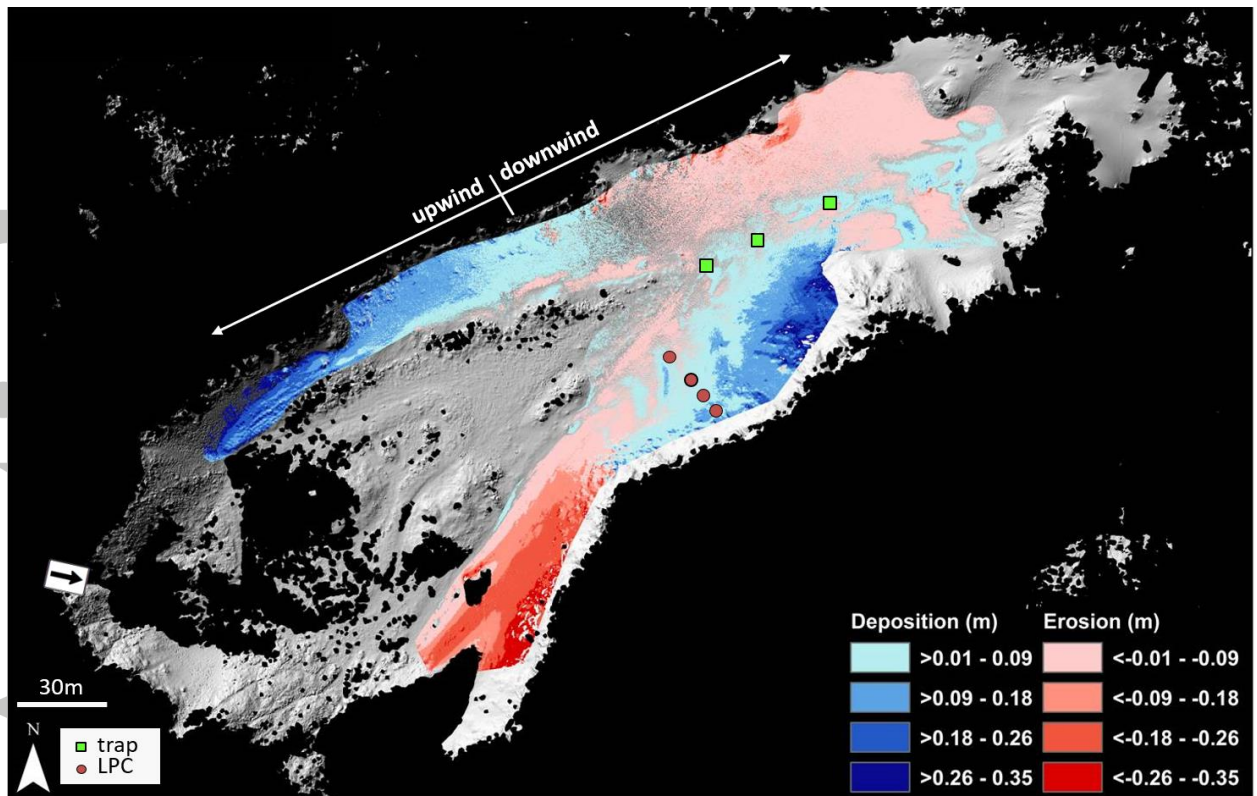 upwind
downwind
Deposition (m)
Erosion (m)
>0.01 - 0.09
<-0.01 - -0.09
>0.09 - 0.18
<-0.09 - -0.18
>0.18 - 0.26
<-0.18 - -0.26
>0.26 - 0.35
<-0.26 - -0.35
30m
N
trap
LPC